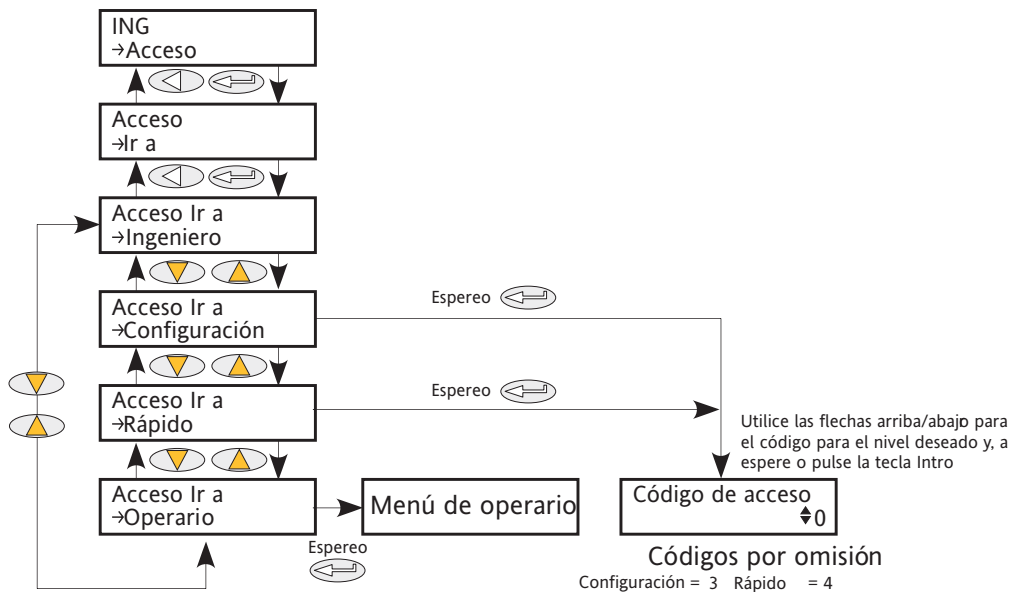 ING
→Acceso
Acceso
→Ir a
Acceso Ir a
→Ingeniero
Acceso Ir a
→Configuración
Espereo
Acceso Ir a
→Rápido
Espereo
Utilice las flechas arriba/abajo para
el código para el nivel deseado y, a
espere o pulse la tecla Intro
Acceso Ir a
→Operario
Menú de operario
Espereo
Código de acceso
0
Códigos por omisión
Configuración = 3 Rápido = 4